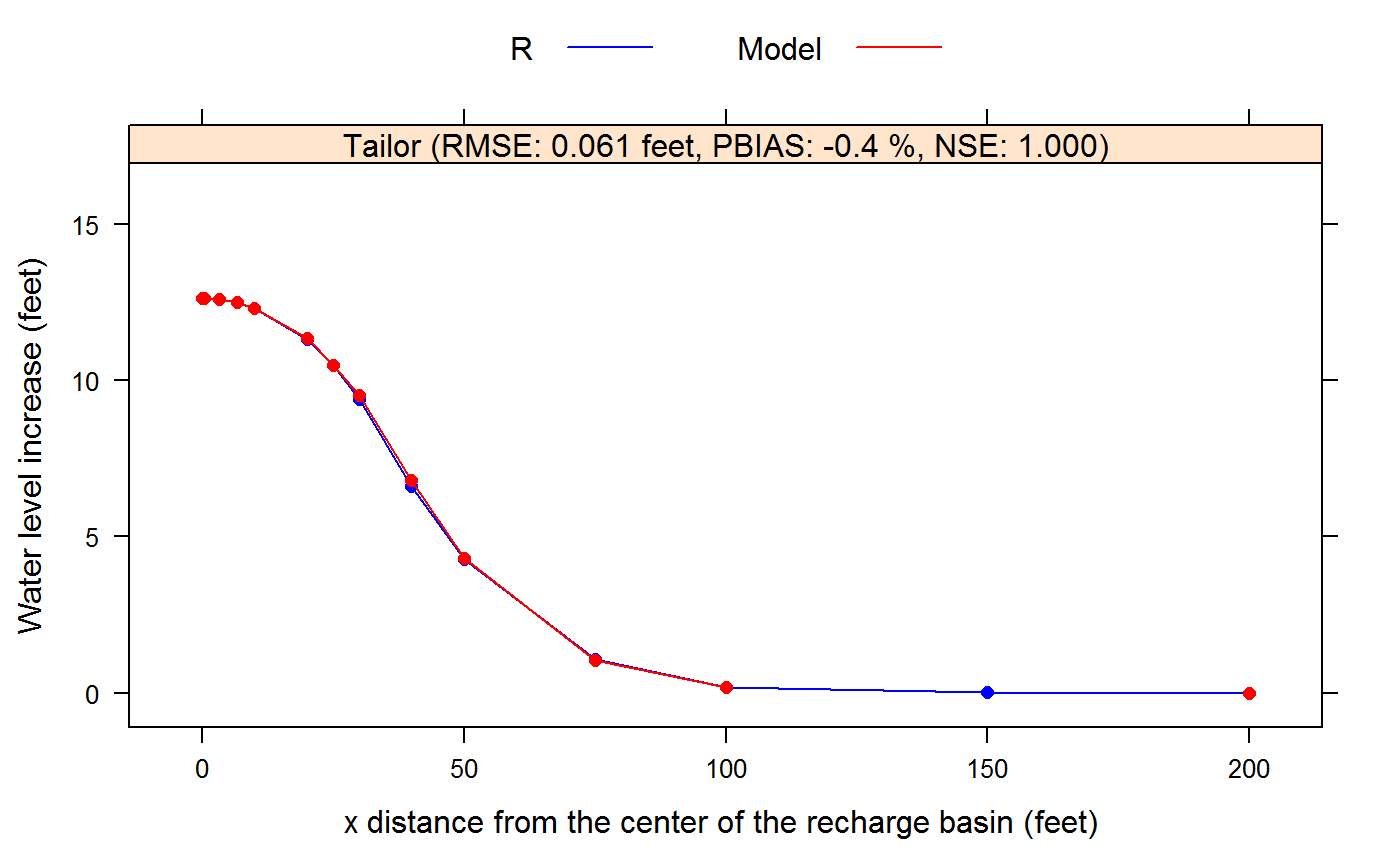 R Model
Tailor (RMSE: 0.061 feet, PBIAS: -0.4 %, NSE: 1.000)
Water level increase (feet)
15
10
5
0
0 50 100 150 200
x distance from the center of the recharge basin (feet)